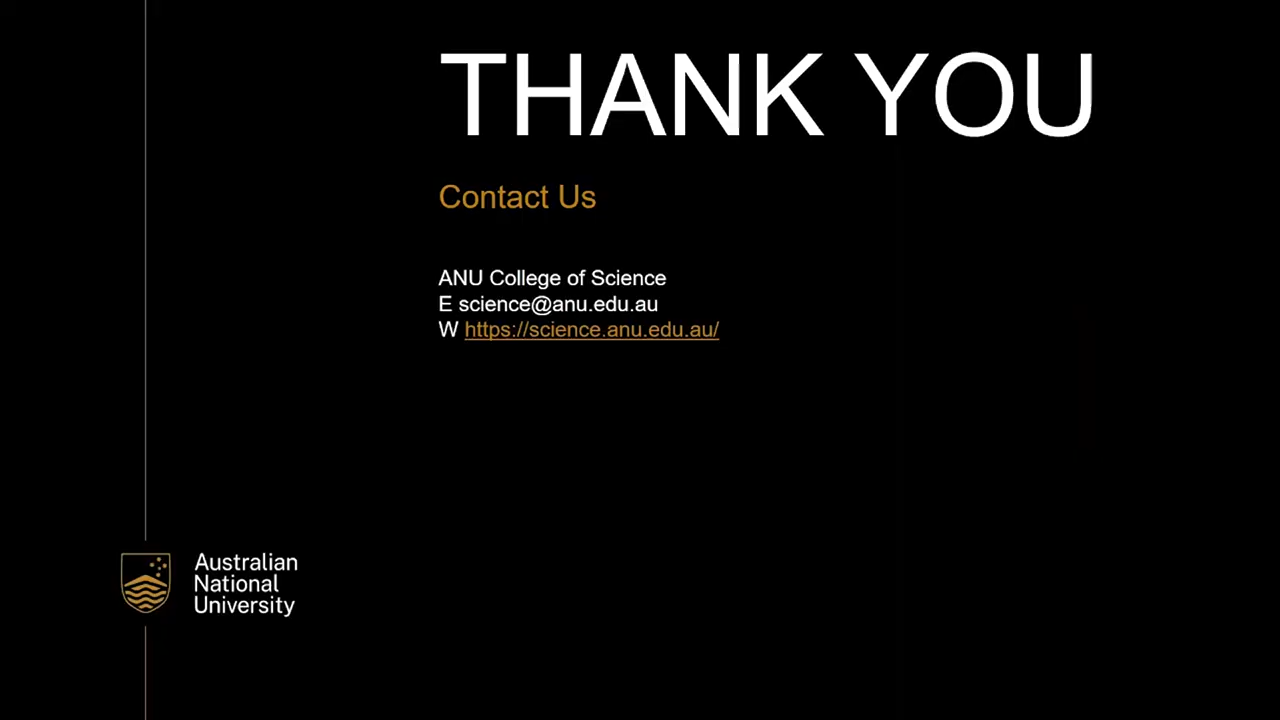 THANK YOU
Contact Us
ANU College of Science
E science@anu.edu.au
W https://science.anu.edu.au/
Australian
National
University